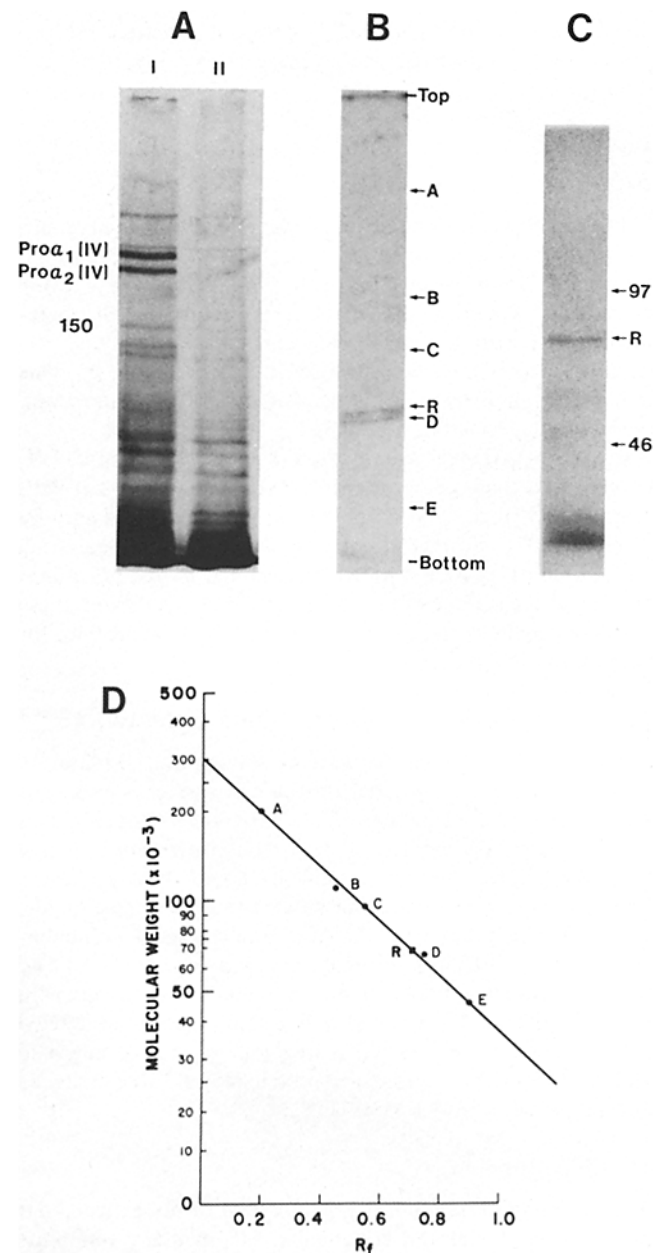 A B C
I II
Top
A
Proα1 (IV)
Proα2 (IV)
B
97
150
R
C
R
D
46
E
Bottom
D
500
400
300
200
100
90
80
70
60
50
40
30
20
10
0
MOLECULAR WEIGHT (x10⁻³)
A
B
C
R
D
E
0.2 0.4 0.6 0.8 1.0
Rf